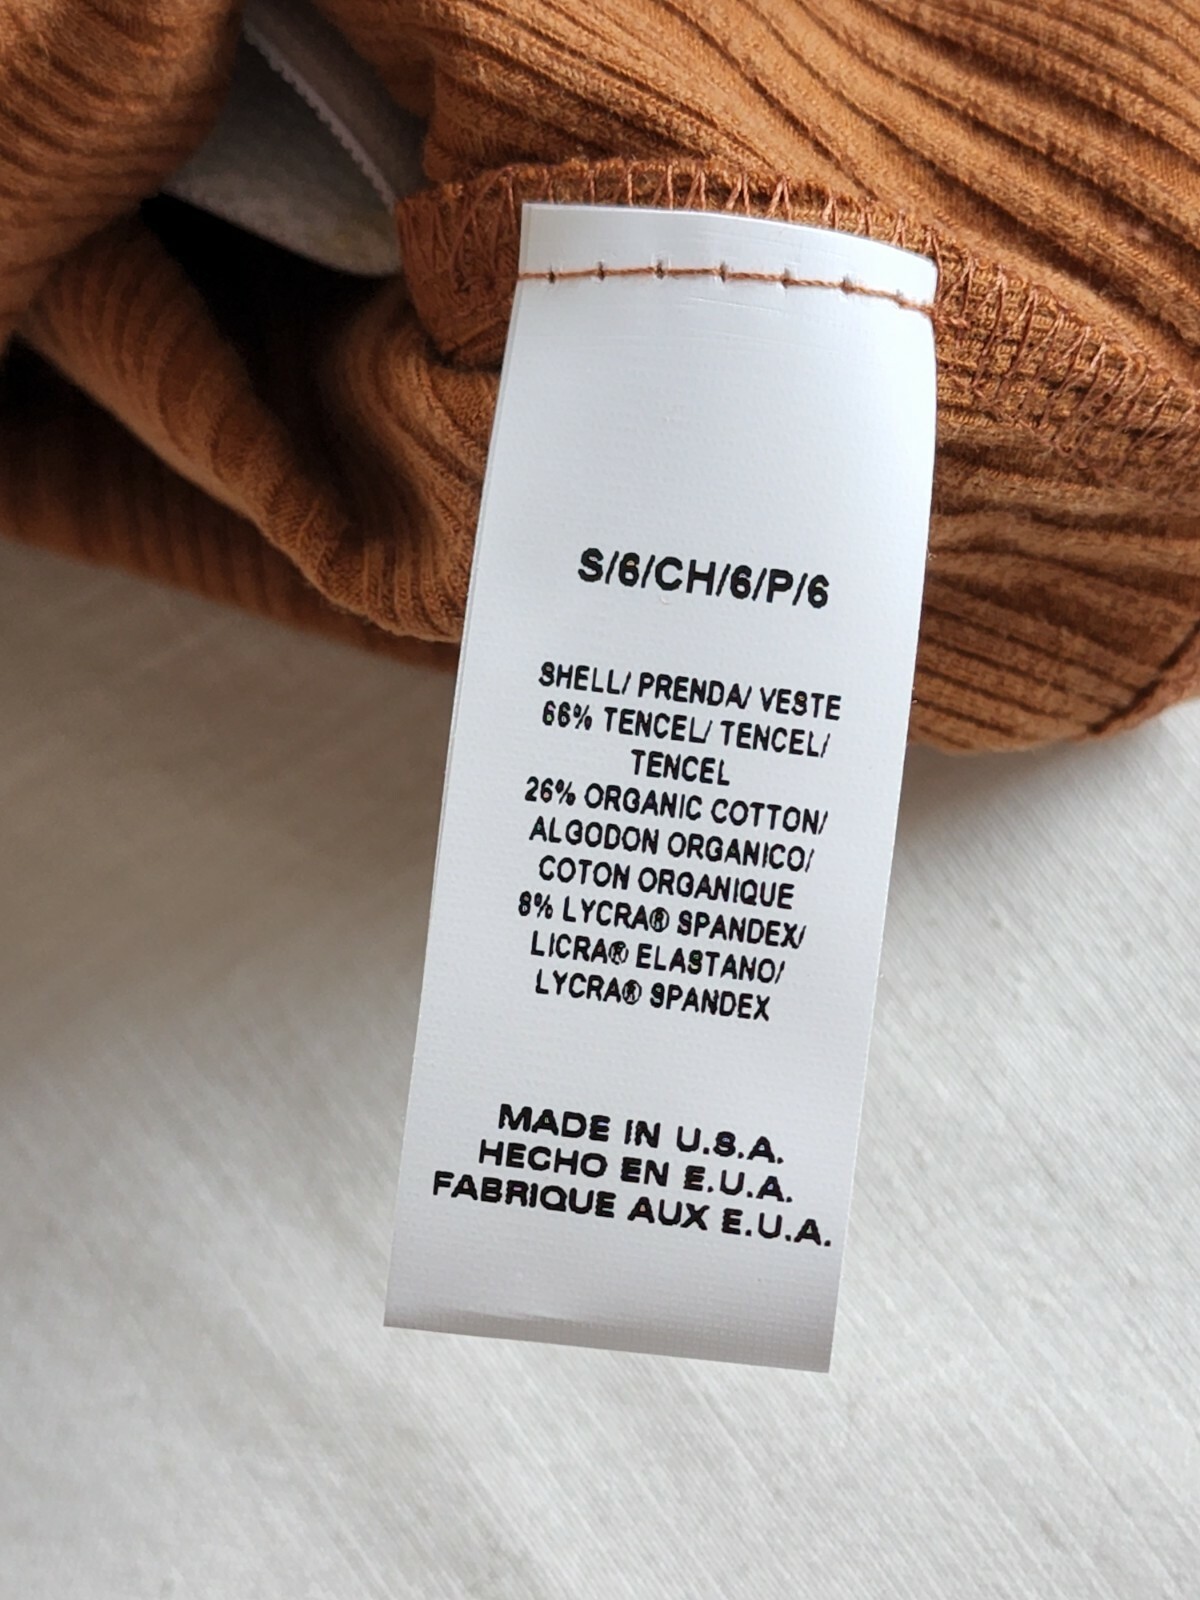 S/6/CH/6/P/6
SHELL/ PRENDA/ VESTE
66% TENCEL/ TENCEL/
TENCEL
26% ORGANIC COTTON/
ALGODON ORGANICO/
COTON ORGANIQUE
8% LYCRA® SPANDEX/
LICRA® ELASTANO/
LYCRA® SPANDEX
MADE IN U.S.A.
HECHO EN E.U.A.
FABRIQUE AUX E.U.A.